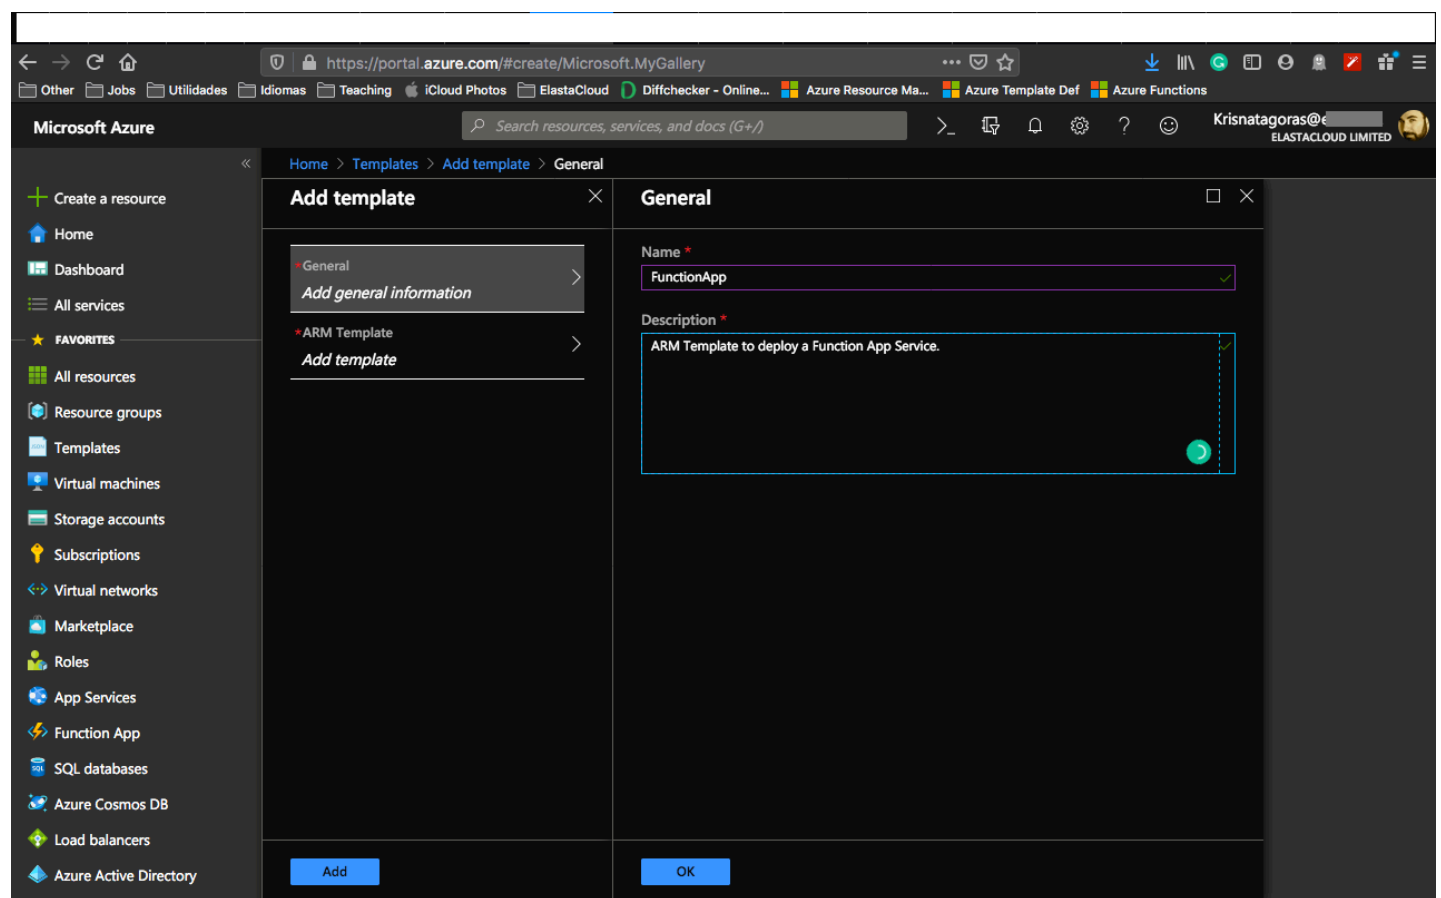 https://portal.azure.com/#create/Microsoft.MyGallery
Other Jobs Utilidades Idiomas Teaching iCloud Photos ElastaCloud Diffchecker - Online... Azure Resource Ma... Azure Template Def Azure Functions
Microsoft Azure
Search resources, services, and docs (G+/)
Krisnatagoras@
ELASTACLOUD LIMITED
Home > Templates > Add template > General
Create a resource
Home
Dashboard
All services
FAVORITES
All resources
Resource groups
Templates
Virtual machines
Storage accounts
Subscriptions
Virtual networks
Marketplace
Roles
App Services
Function App
SQL databases
Azure Cosmos DB
Load balancers
Azure Active Directory
Add template
*General
Add general information
*ARM Template
Add template
Add
General
Name *
FunctionApp
Description *
ARM Template to deploy a Function App Service.
OK